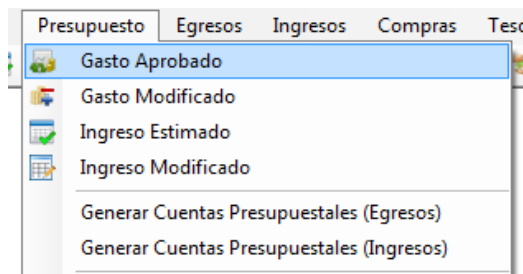 Presupuesto Egresos Ingresos Compras Teso
Gasto Aprobado
Gasto Modificado
Ingreso Estimado
Ingreso Modificado
Generar Cuentas Presupuestales (Egresos)
Generar Cuentas Presupuestales (Ingresos)